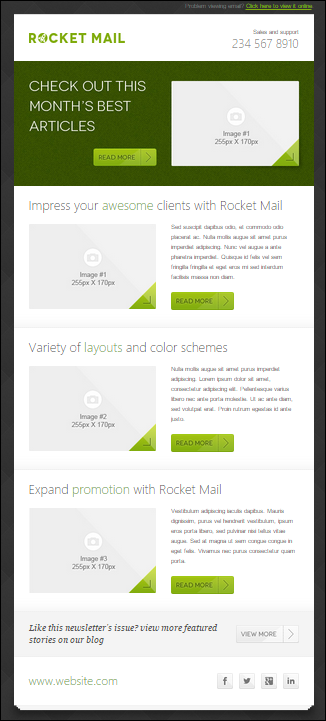 Problem viewing email? Click here to view it online
ROCKET MAIL
Sales and support
234 567 8910
CHECK OUT THIS
MONTH'S BEST
ARTICLES
READ MORE
Image #1
255px X 170px
Impress your awesome clients with Rocket Mail
Image #1
255px X 170px
Sed suscipit dapibus odio, et commodo odio
placerat ac. Nulla mollis augue sit amet purus
imperdiet adipiscing. Nunc vel augue a ante
pharetra imperdiet. Quisque id felis vel sem
fringilla fringilla et eget eros mi sed interdum
facilisis massa non diam.
READ MORE
Variety of layouts and color schemes
Image #2
255px X 170px
Nulla mollis augue sit amet purus imperdiet
adipiscing. Lorem ipsum dolor sit amet,
consectetur adipiscing elit. Pellentesque varius
libero nec ante porta molestie. Ut ac ante diam,
sed volutpat erat. Proin rutrum egestas id ante
justo
READ MORE
Expand promotion with Rocket Mail
Image #3
255px X 170px
Vestibulum adipiscing iaculis dapibus. Mauris
dignissim, purus vel hendrerit vestibulum, ipsum
eros porta libero, sed pulvinar nisi tellus vitae
augue. Sed at magna ut sem congue congue in
eget felis. Vivamus nec purus consectetur quam
porta.
READ MORE
Like this newsletter's issue? view more featured
stories on our blog
VIEW MORE
www.website.com